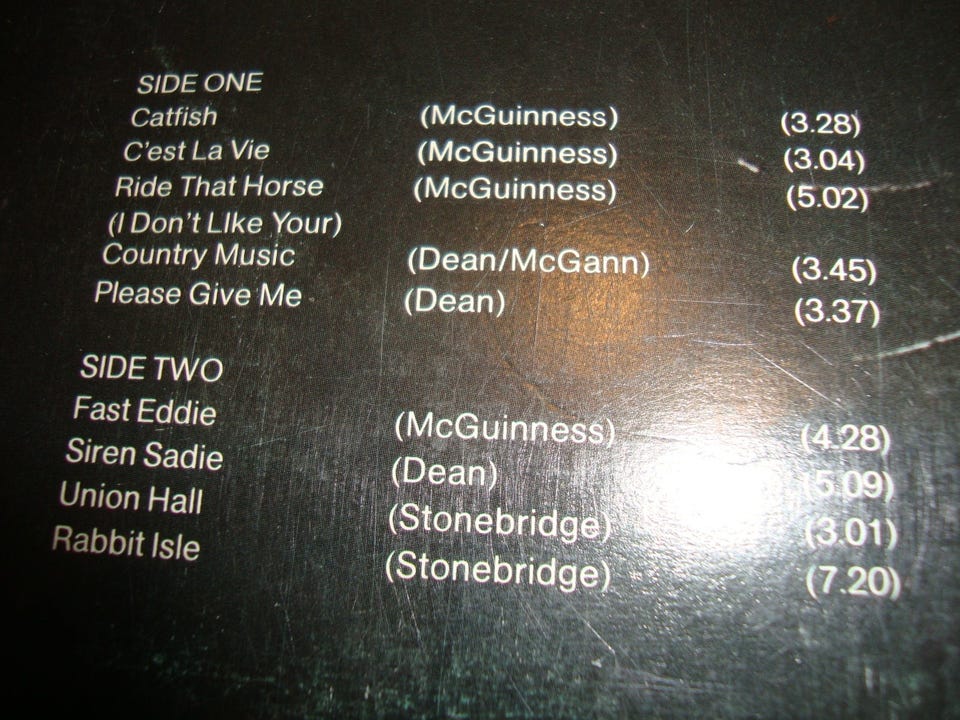 SIDE ONE
Catfish (McGuinness) (3.28)
C'est La Vie (McGuinness) (3.04)
Ride That Horse (McGuinness) (5.02)
(I Don't LIke Your)
Country Music (Dean/McGann) (3.45)
Please Give Me (Dean) (3.37)
SIDE TWO
Fast Eddie (McGuinness) (4.28)
Siren Sadie (Dean) (5.09)
Union Hall (Stonebridge) (3.01)
Rabbit Isle (Stonebridge) (7.20)